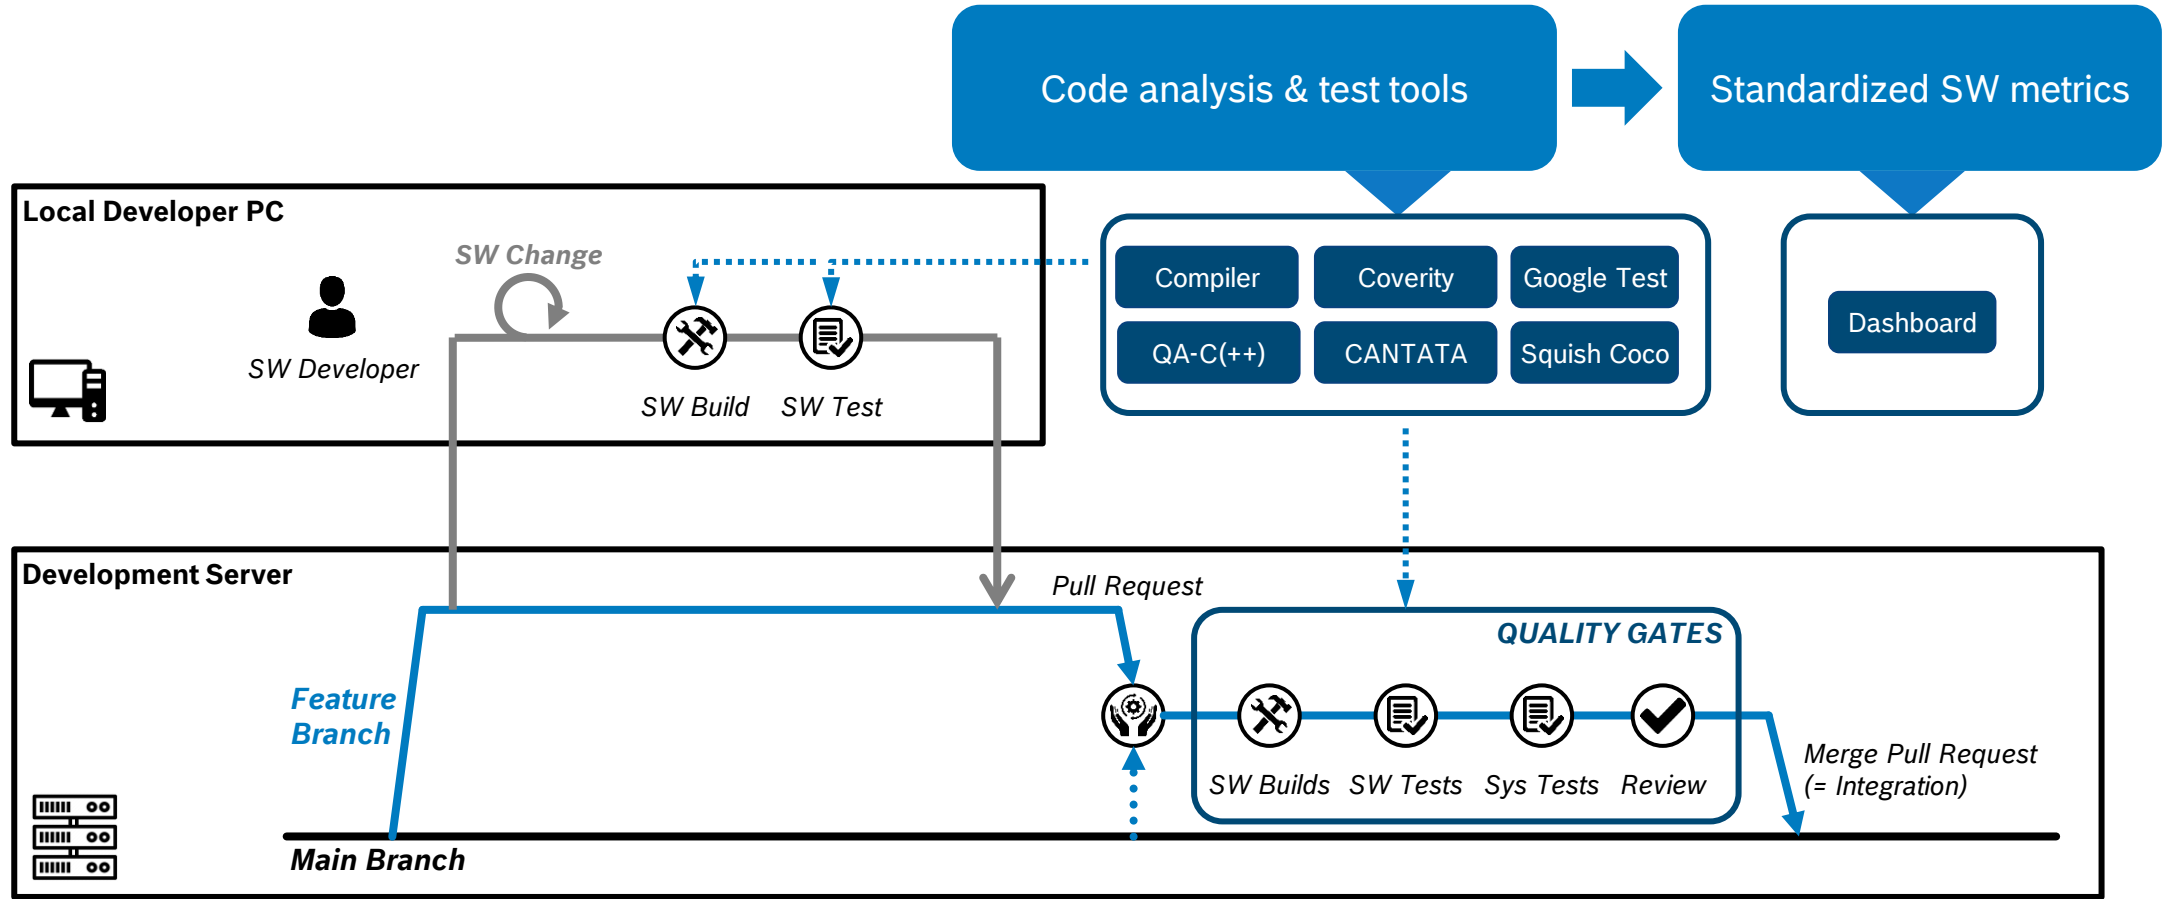 Code analysis & test tools
Standardized SW metrics
Local Developer PC
SW Change
SW Developer
SW Build
SW Test
Compiler
Coverity
Google Test
QA-C(++)
CANTATA
Squish Coco
Dashboard
Development Server
Pull Request
QUALITY GATES
Feature
Branch
SW Builds
SW Tests
Sys Tests
Review
Merge Pull Request
(= Integration)
Main Branch